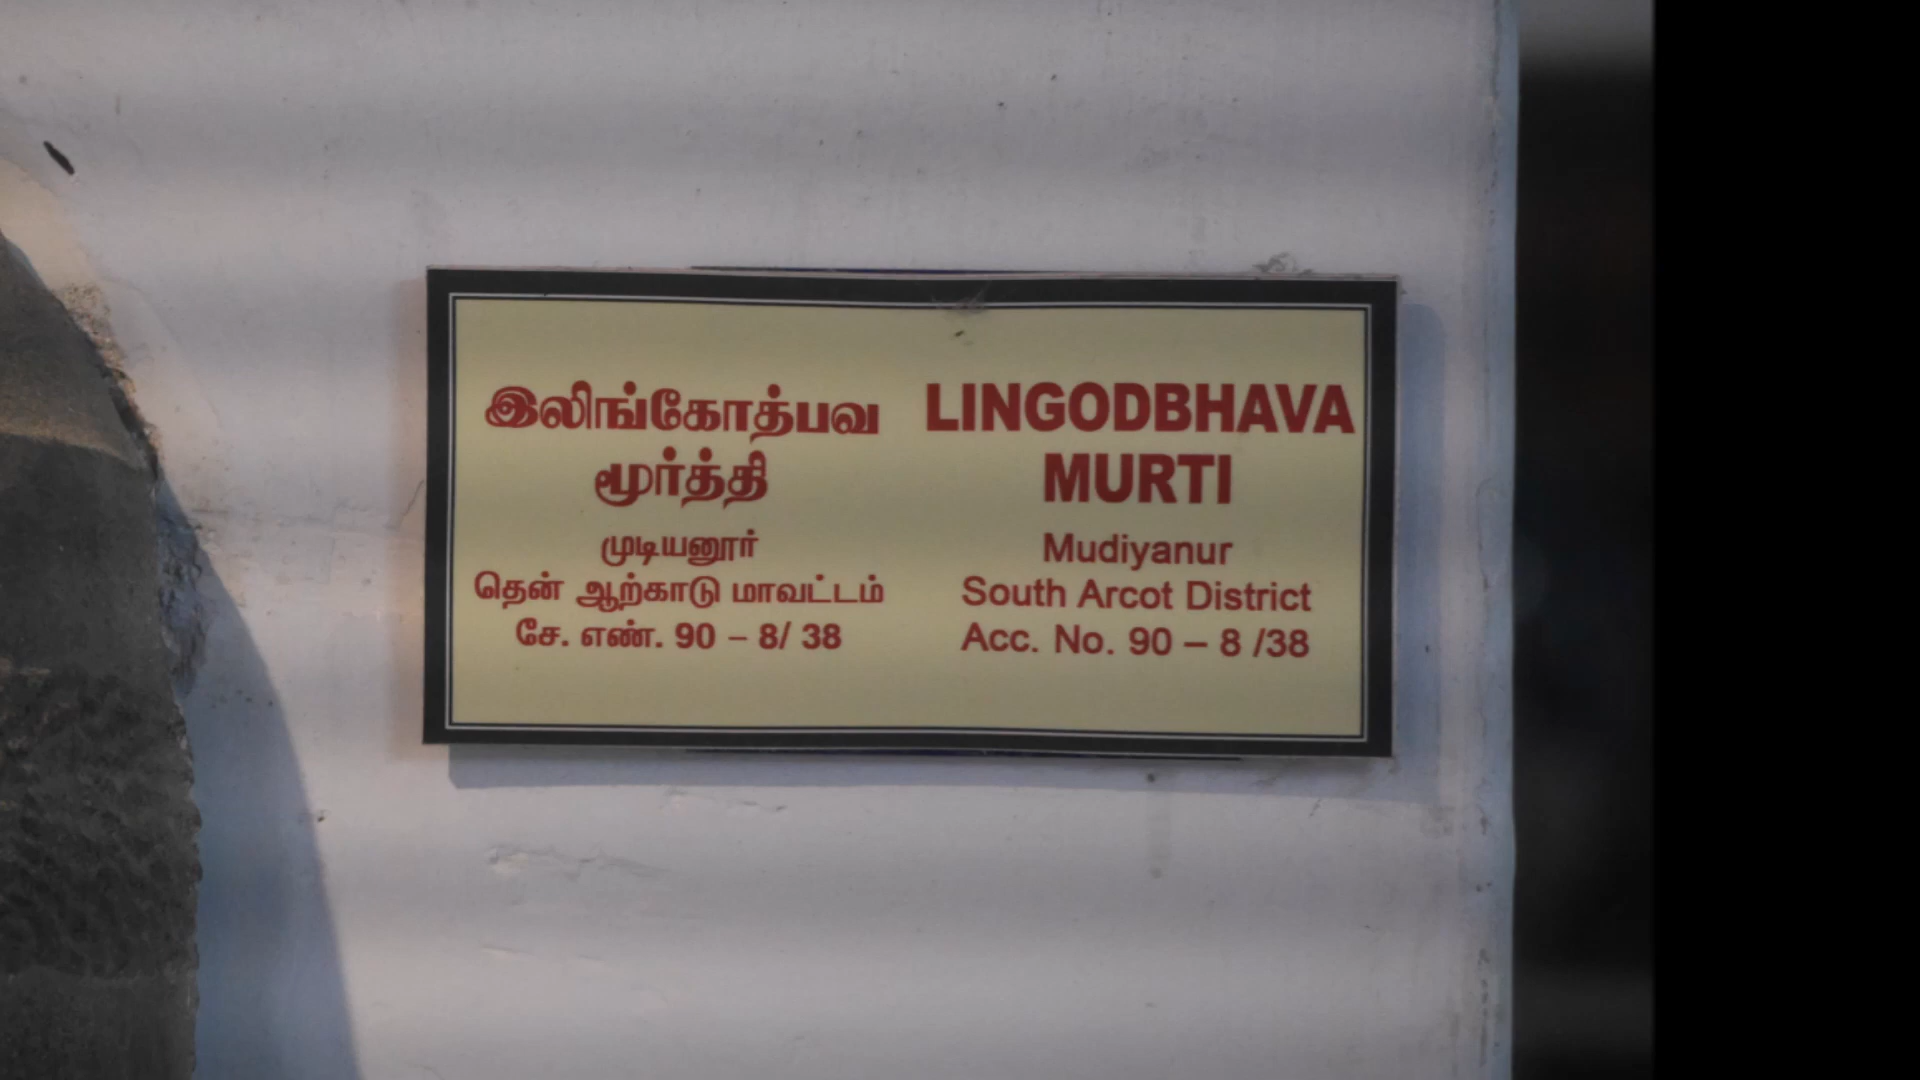 இலிங்கோத்பவ
மூர்த்தி
முடியனூர்
தென் ஆற்காடு மாவட்டம்
சே. எண். 90 – 8/ 38
LINGODBHAVA
MURTI
Mudiyanur
South Arcot District
Acc. No. 90 – 8 /38